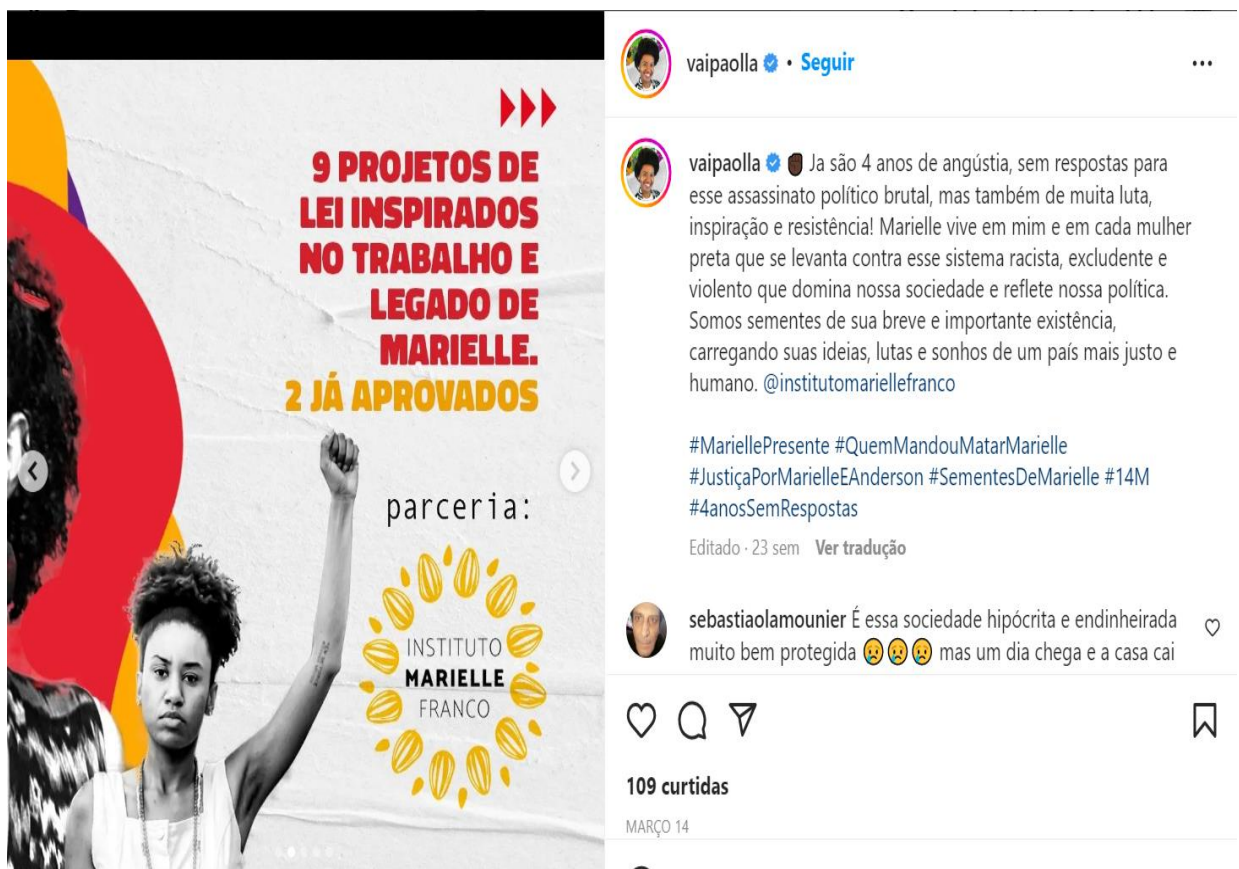 9 PROJETOS DE
LEI INSPIRADOS
NO TRABALHO E
LEGADO DE
MARIELLE.
2 JÁ APROVADOS
parceria:
INSTITUTO
MARIELLE
FRANCO
vaipaolla • Seguir
vaipaolla Ja são 4 anos de angústia, sem respostas para
esse assassinato político brutal, mas também de muita luta,
inspiração e resistência! Marielle vive em mim e em cada mulher
preta que se levanta contra esse sistema racista, excludente e
violento que domina nossa sociedade e reflete nossa política.
Somos sementes de sua breve e importante existência,
carregando suas ideias, lutas e sonhos de um país mais justo e
humano. @institutomariellefranco
#MariellePresente #QuemMandouMatarMarielle
#JustiçaPorMarielleEAnderson #SementesDeMarielle #14M
#4anosSemRespostas
Editado · 23 sem Ver tradução
sebastiaolamounier É essa sociedade hipócrita e endinheirada
muito bem protegida 😢😢😢 mas um dia chega e a casa cai
109 curtidas
MARÇO 14